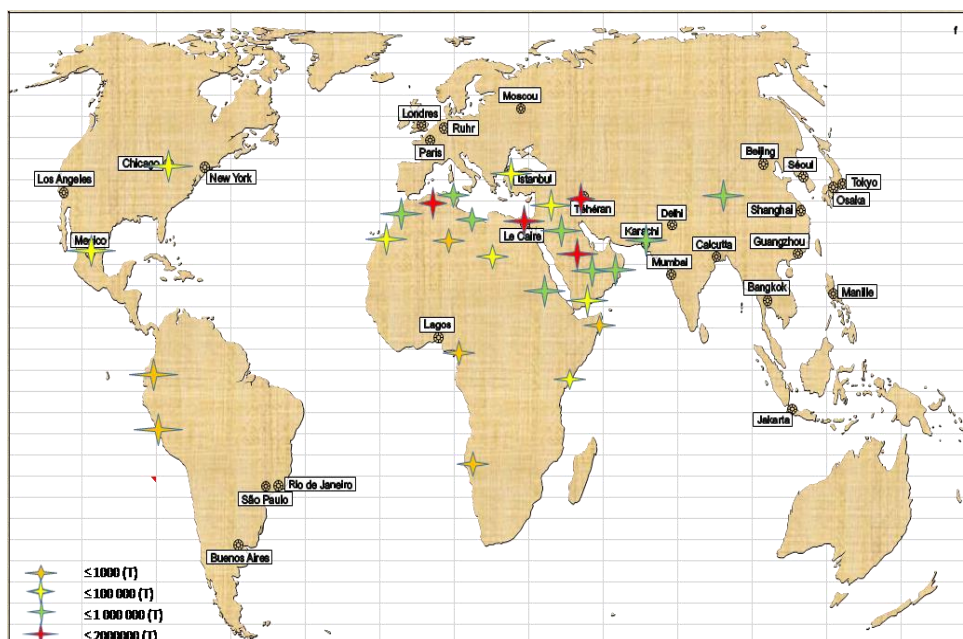 f
Moscou
Londres
Ruhr
Paris
Chicago
New York
Los Angeles
Istanbul
Beijing
Séoul
Tokyo
Osaka
Téhéran
Shanghai
Delhi
Le Caire
Karachi
Mexico
Calcutta
Guangzhou
Mumbai
Bangkok
Manille
Lagos
Jakarta
Rio de Janeiro
São Paulo
Buenos Aires
≤1000 (T)
≤100 000 (T)
≤1 000 000 (T)
≤2000000 (T)